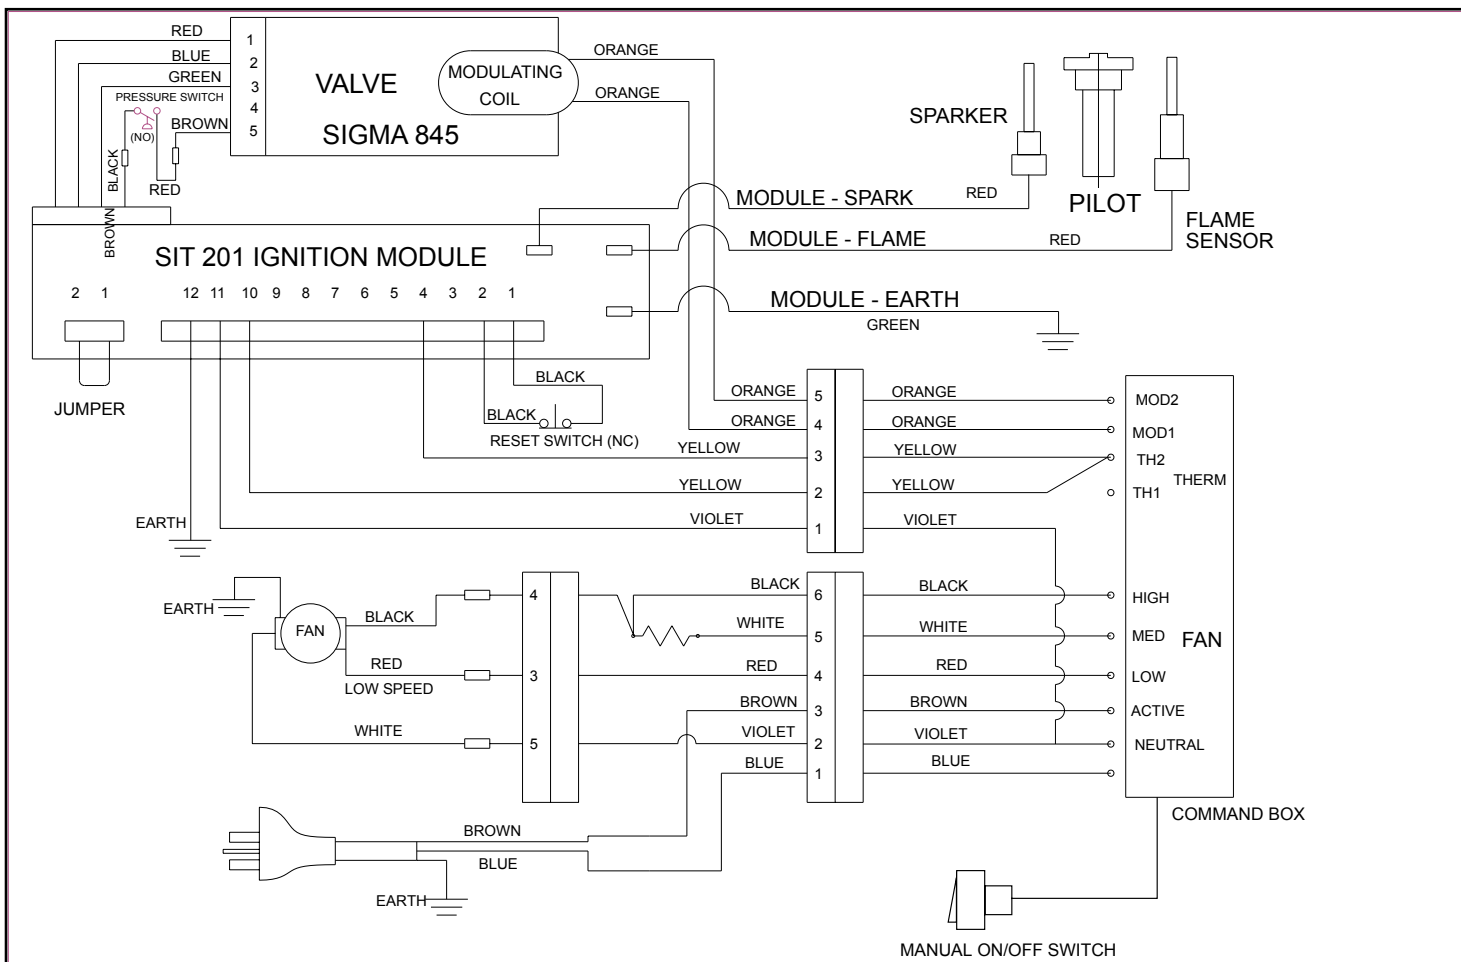 RED
1
ORANGE
BLUE
2
VALVE
MODULATING
COIL
GREEN
3
PRESSURE SWITCH
4
ORANGE
(NO)
BROWN
5
SIGMA 845
SPARKER
BLACK
RED
MODULE - SPARK
RED
PILOT
BROWN
SIT 201 IGNITION MODULE
MODULE - FLAME
RED
FLAME
SENSOR
2 1
12 11 10 9 8 7 6 5 4 3 2 1
MODULE - EARTH
GREEN
JUMPER
BLACK
BLACK
RESET SWITCH (NC)
ORANGE 5 ORANGE MOD2
ORANGE 4 ORANGE MOD1
YELLOW 3 YELLOW TH2
THERM
YELLOW 2 YELLOW TH1
EARTH
VIOLET 1 VIOLET
EARTH
FAN
BLACK
4
BLACK 6 BLACK HIGH
WHITE 5 WHITE MED
FAN
RED
LOW SPEED
3
RED 4 RED LOW
BROWN 3 BROWN ACTIVE
WHITE
5
VIOLET 2 VIOLET NEUTRAL
BLUE 1 BLUE
COMMAND BOX
BROWN
BLUE
EARTH
MANUAL ON/OFF SWITCH